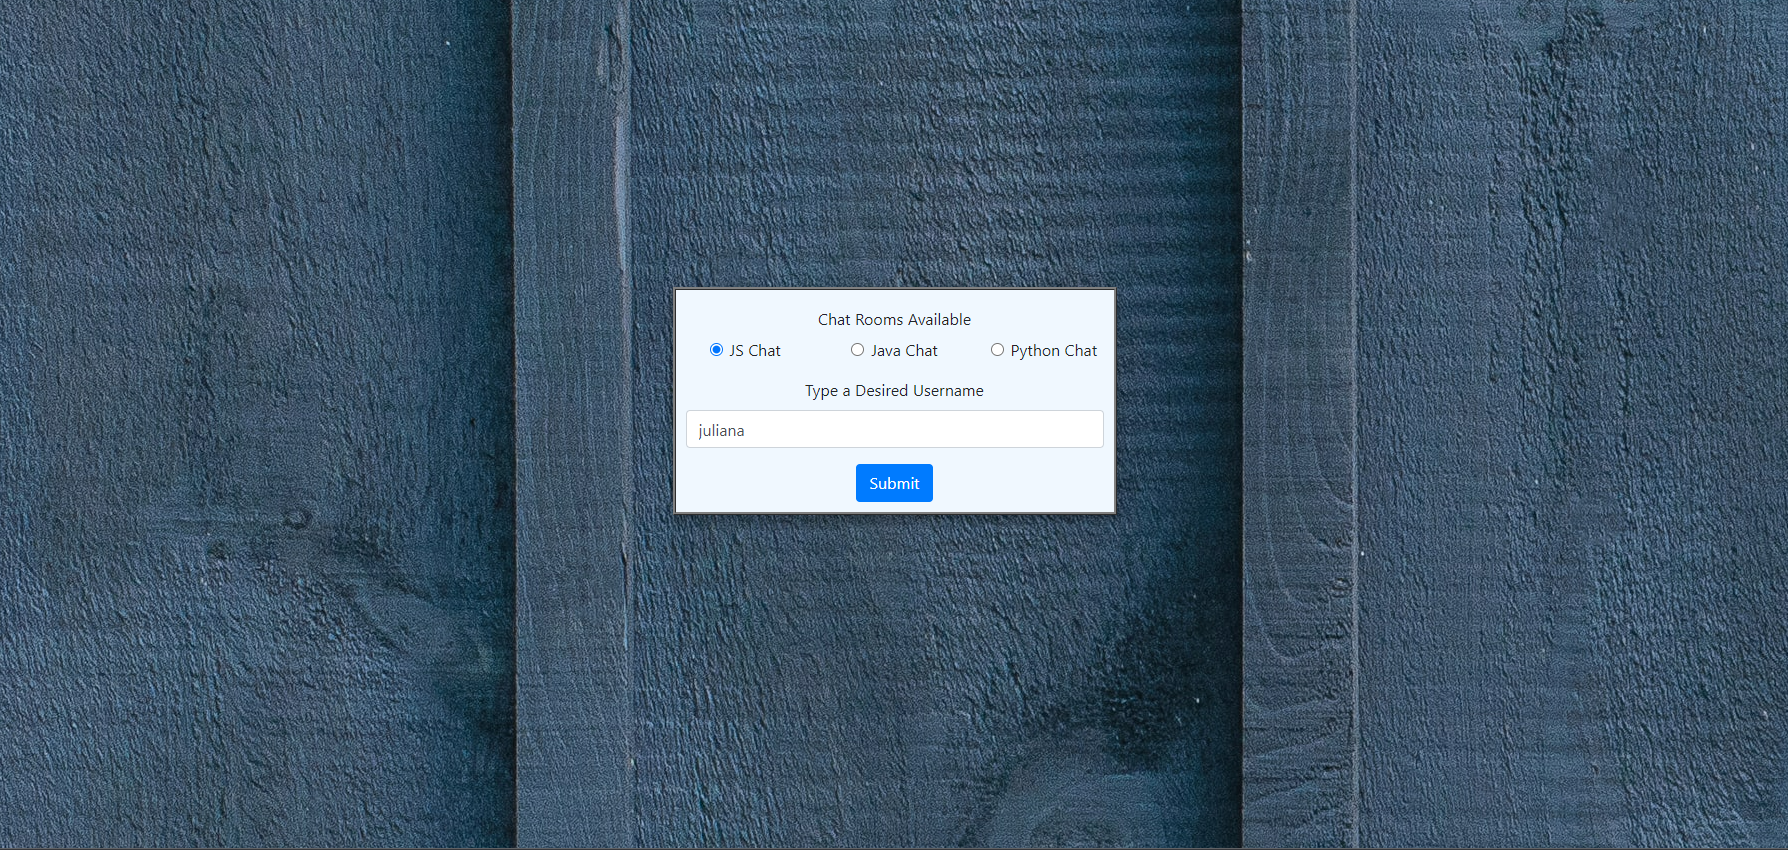 Chat Rooms Available
JS Chat Java Chat Python Chat
Type a Desired Username
juliana
Submit